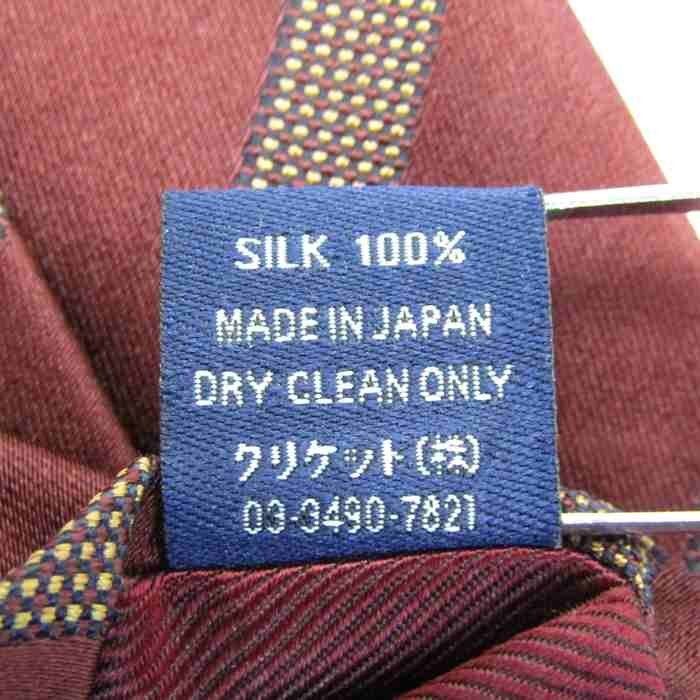 SILK 100%
MADE IN JAPAN
DRY CLEAN ONLY
クリケット(株)
03-3490-7821